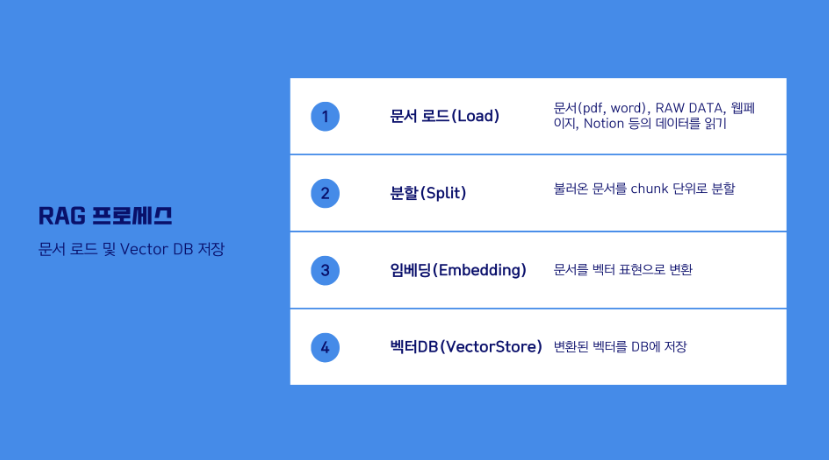 RAG 프로세스
문서 로드 및 Vector DB 저장
1
문서 로드(Load)
문서(pdf, word), RAW DATA, 웹페
이지, Notion 등의 데이터를 읽기
2
분할(Split)
불러온 문서를 chunk 단위로 분할
3
임베딩(Embedding)
문서를 벡터 표현으로 변환
4
벡터DB(VectorStore)
변환된 벡터를 DB에 저장